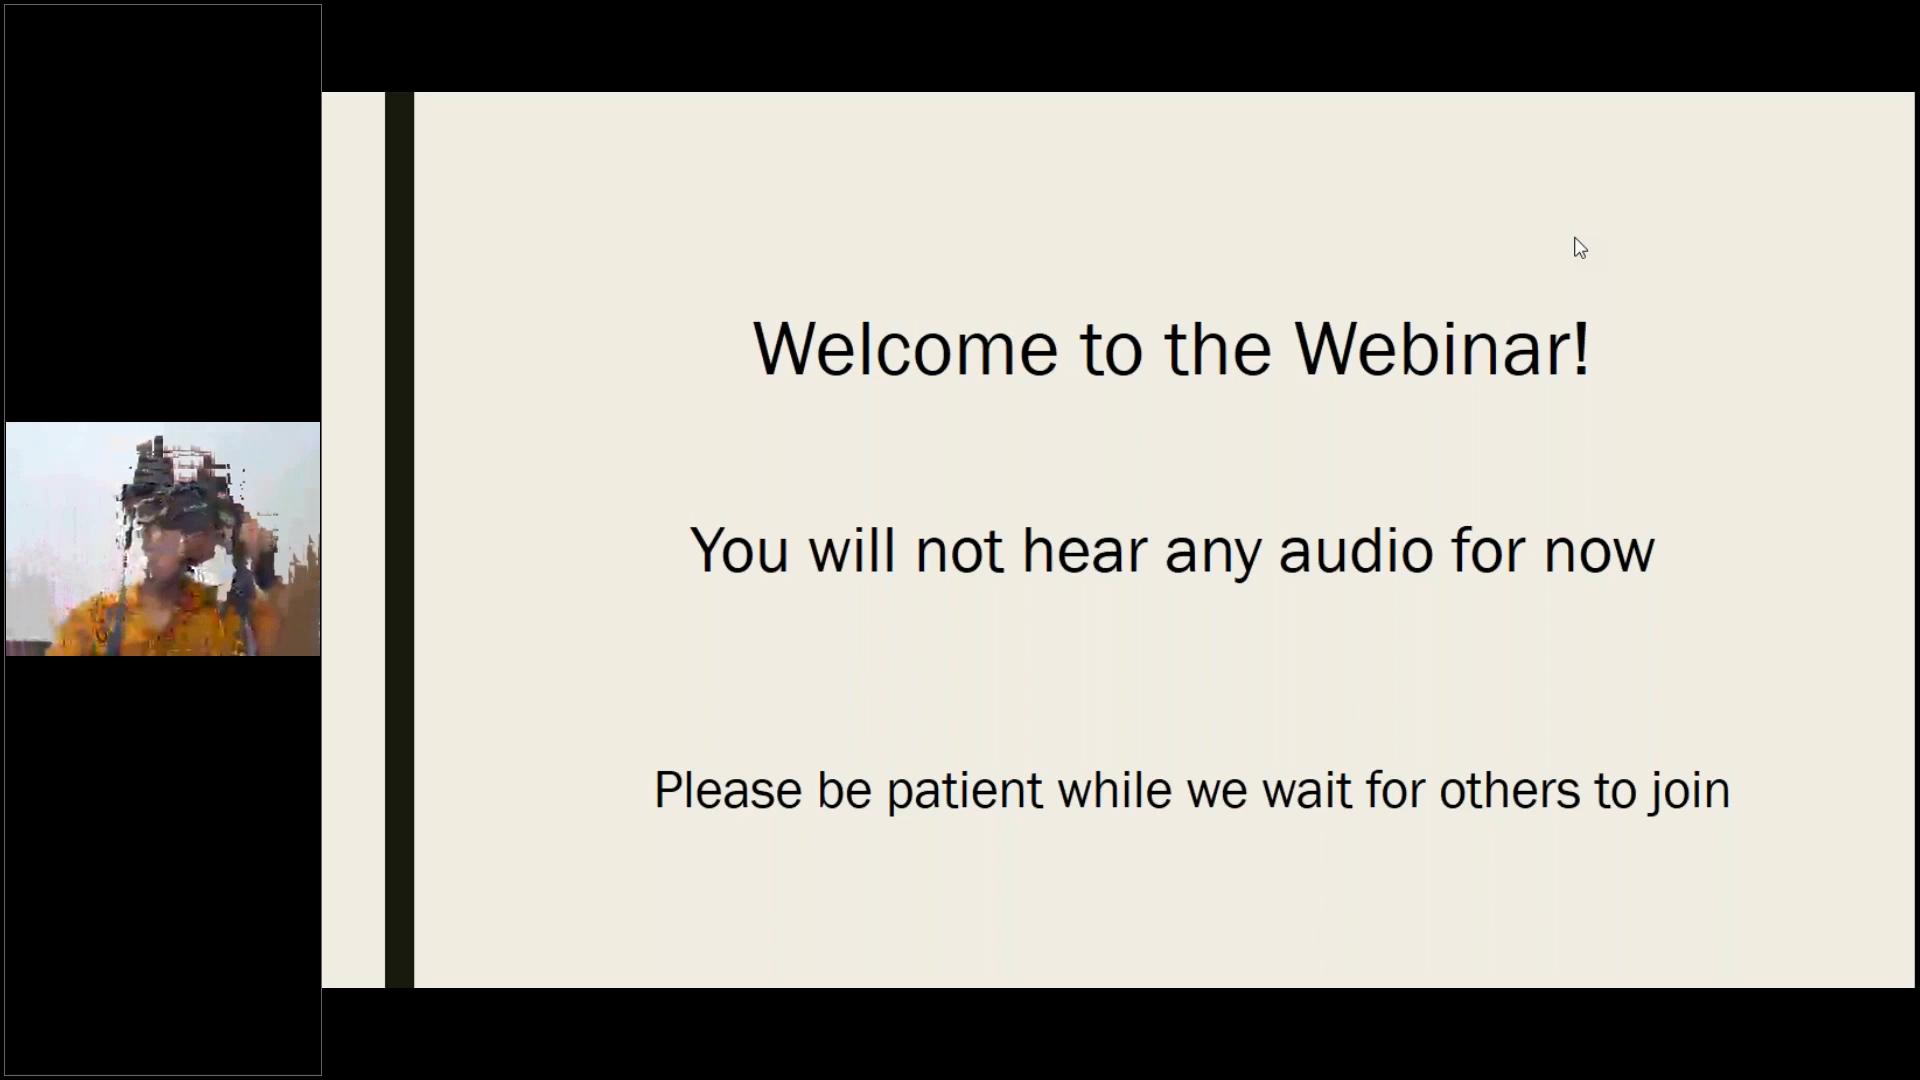 Welcome to the Webinar!
You will not hear any audio for now
Please be patient while we wait for others to join